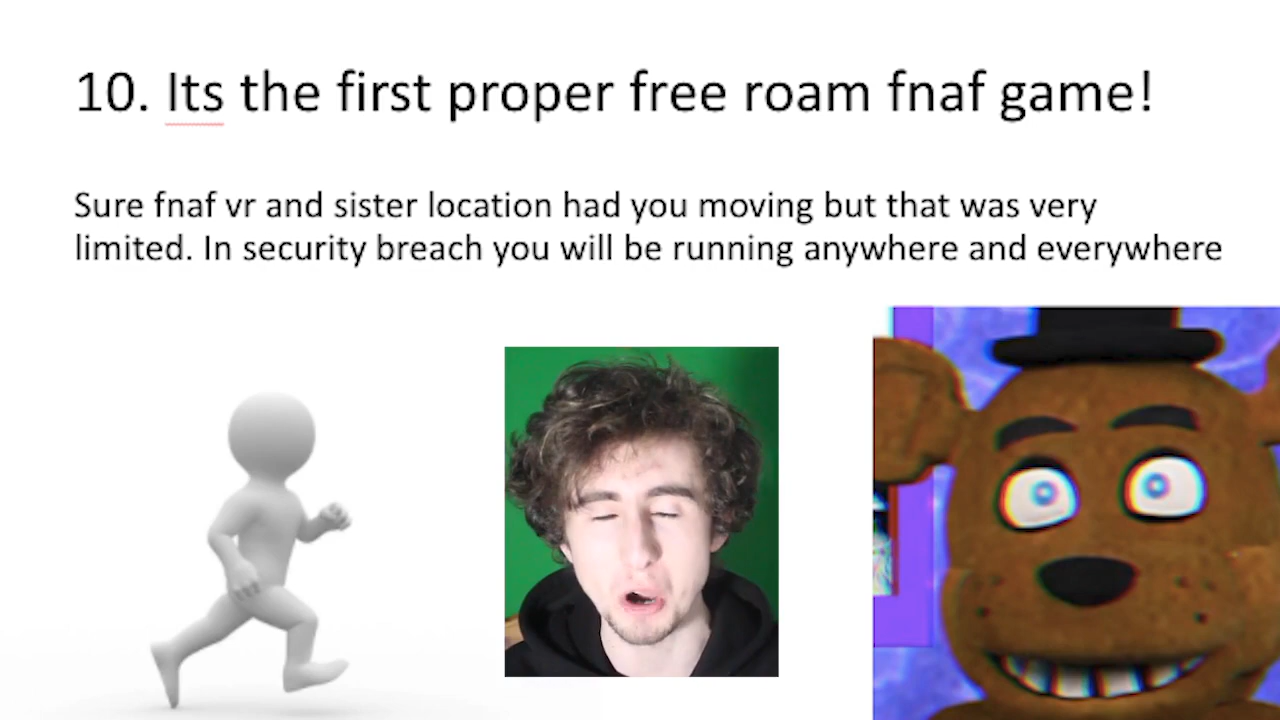 10. Its the first proper free roam fnaf game!
Sure fnaf vr and sister location had you moving but that was very
limited. In security breach you will be running anywhere and everywhere